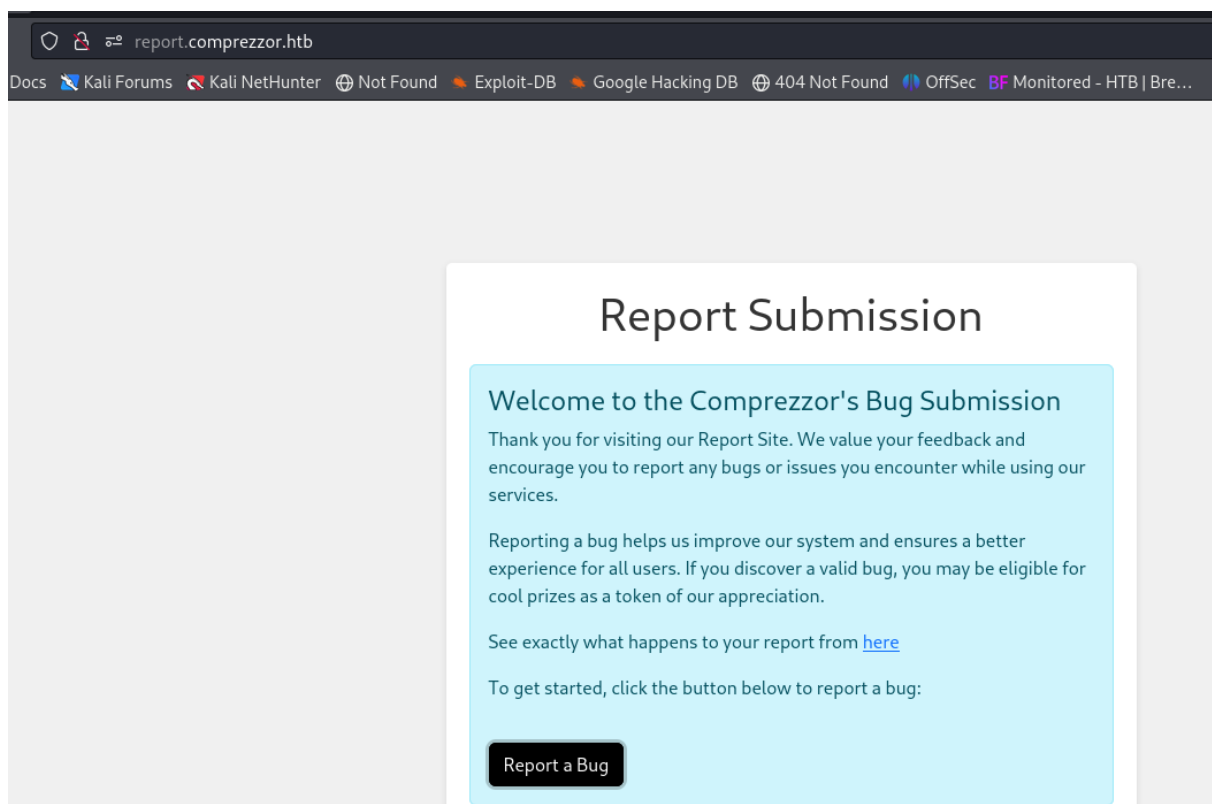 report.comprezzor.htb
Docs Kali Forums Kali NetHunter Not Found Exploit-DB Google Hacking DB 404 Not Found OffSec BF Monitored - HTB | Bre...
Report Submission
Welcome to the Comprezzor's Bug Submission
Thank you for visiting our Report Site. We value your feedback and
encourage you to report any bugs or issues you encounter while using our
services.
Reporting a bug helps us improve our system and ensures a better
experience for all users. If you discover a valid bug, you may be eligible for
cool prizes as a token of our appreciation.
See exactly what happens to your report from here
To get started, click the button below to report a bug:
Report a Bug